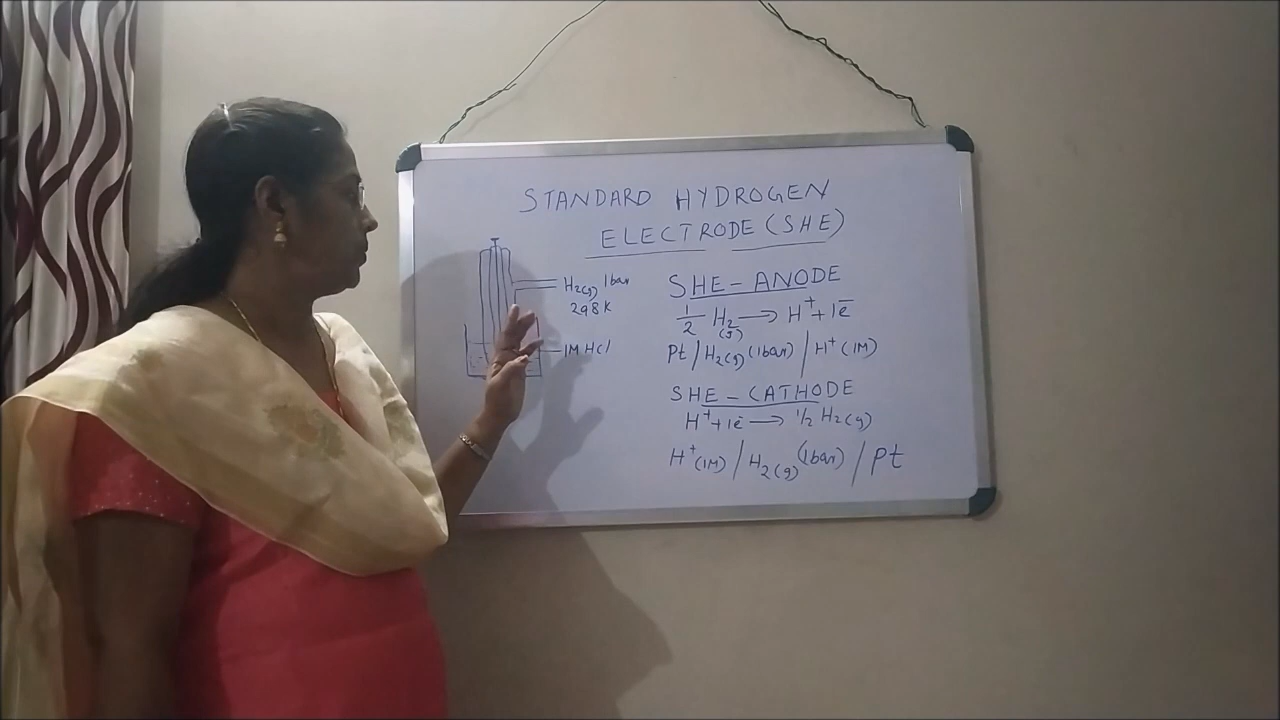 STANDARD HYDROGEN
ELECTRODE (SHE)
H₂(g) 1bar
298K
1M HCl
SHE – ANODE
1/2 H₂(g) ⟶ H⁺ + 1e̅
Pt / H₂(g) (1bar) / H⁺ (1M)
SHE – CATHODE
H⁺ + 1e̅ ⟶ 1/2 H₂(g)
H⁺(1M) / H₂(g) (1bar) / Pt